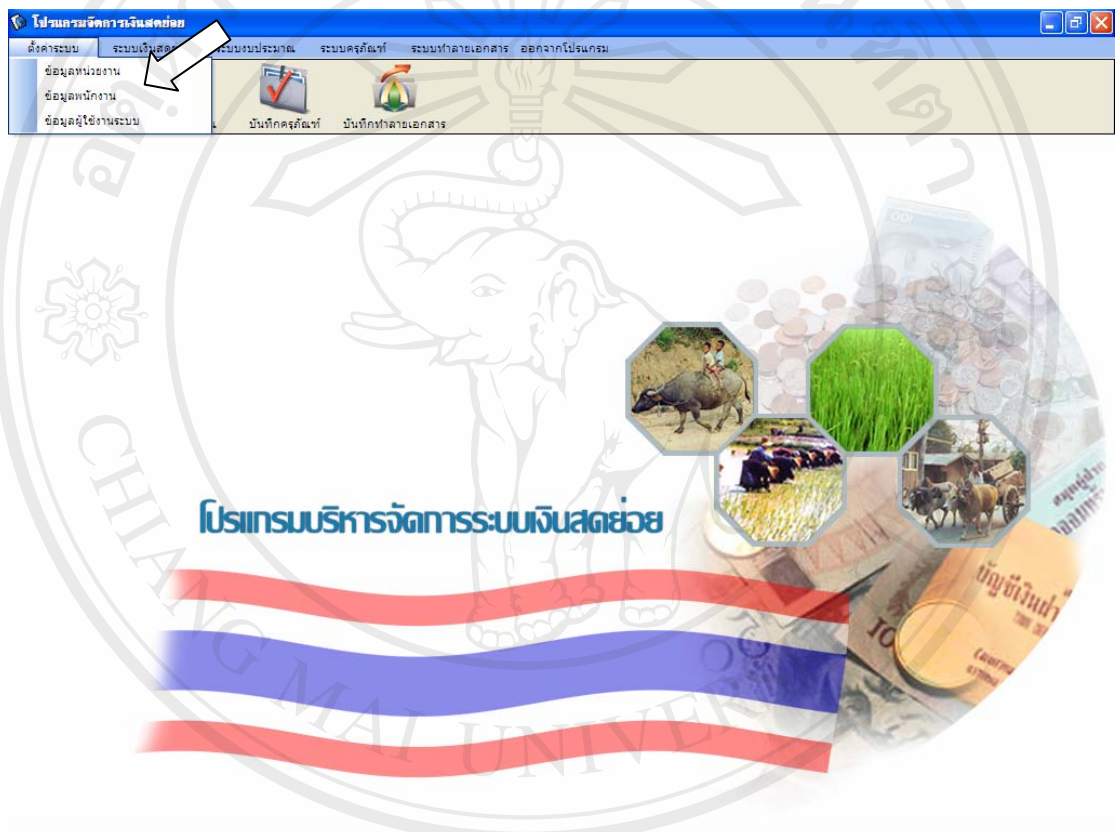 โปรแกรมจัดการเงินสดย่อย
ตั้งค่าระบบ ระบบงบประมาณ ระบบครุภัณฑ์ ระบบทำลายเอกสาร ออกจากโปรแกรม
ข้อมูลหน่วยงาน
ข้อมูลพนักงาน
ข้อมูลผู้ใช้งานระบบ
บันทึกครุภัณฑ์ บันทึกทำลายเอกสาร
โปรแกรมบริหารจัดการระบบเงินสดย่อย
บัญชีเงินฝาก
CHIANG MAI UNIVER